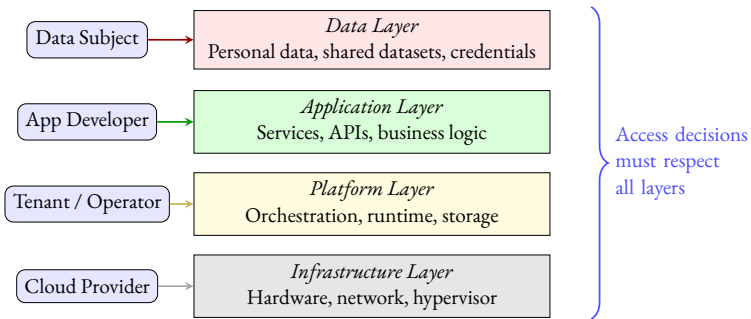 Data Subject
Data Layer
Personal data, shared datasets, credentials
App Developer
Application Layer
Services, APIs, business logic
Tenant / Operator
Platform Layer
Orchestration, runtime, storage
Cloud Provider
Infrastructure Layer
Hardware, network, hypervisor
Access decisions
must respect
all layers